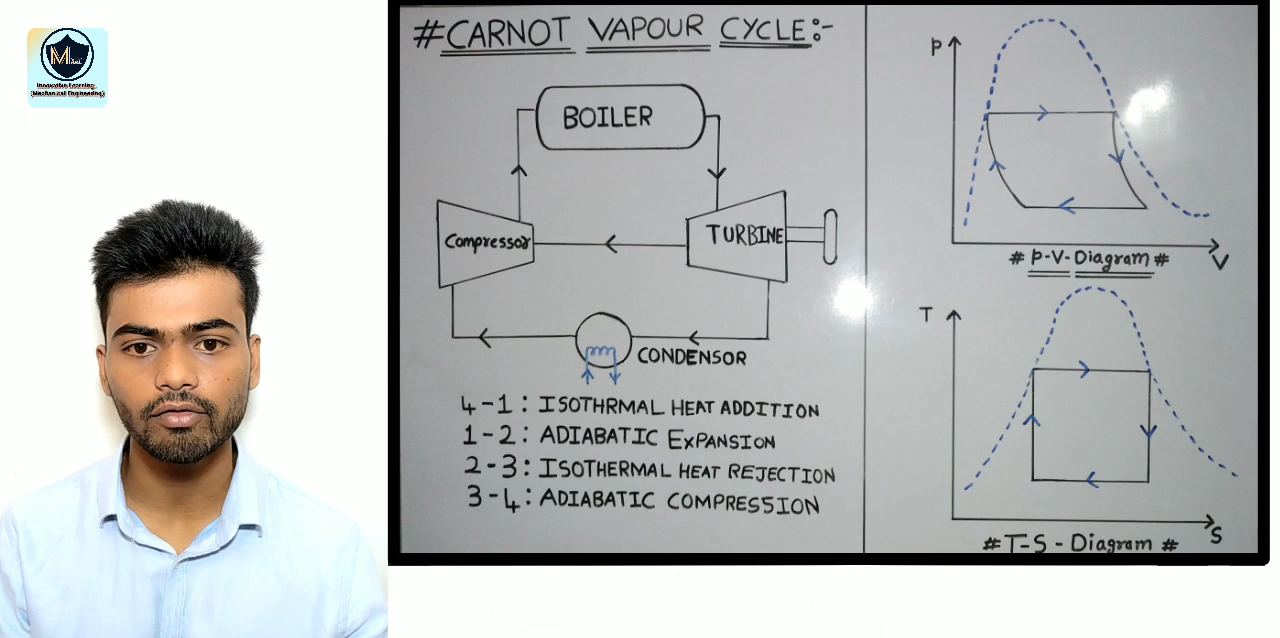 M
Innovative Learning
(Mechanical Engineering)
#CARNOT VAPOUR CYCLE:-
BOILER
Compressor
TURBINE
CONDENSOR
4-1: ISOTHRMAL HEAT ADDITION
1-2: ADIABATIC EXPANSION
2-3: ISOTHERMAL HEAT REJECTION
3-4: ADIABATIC COMPRESSION
P
V
# P-V-Diagram #
T
S
# T-S-Diagram #